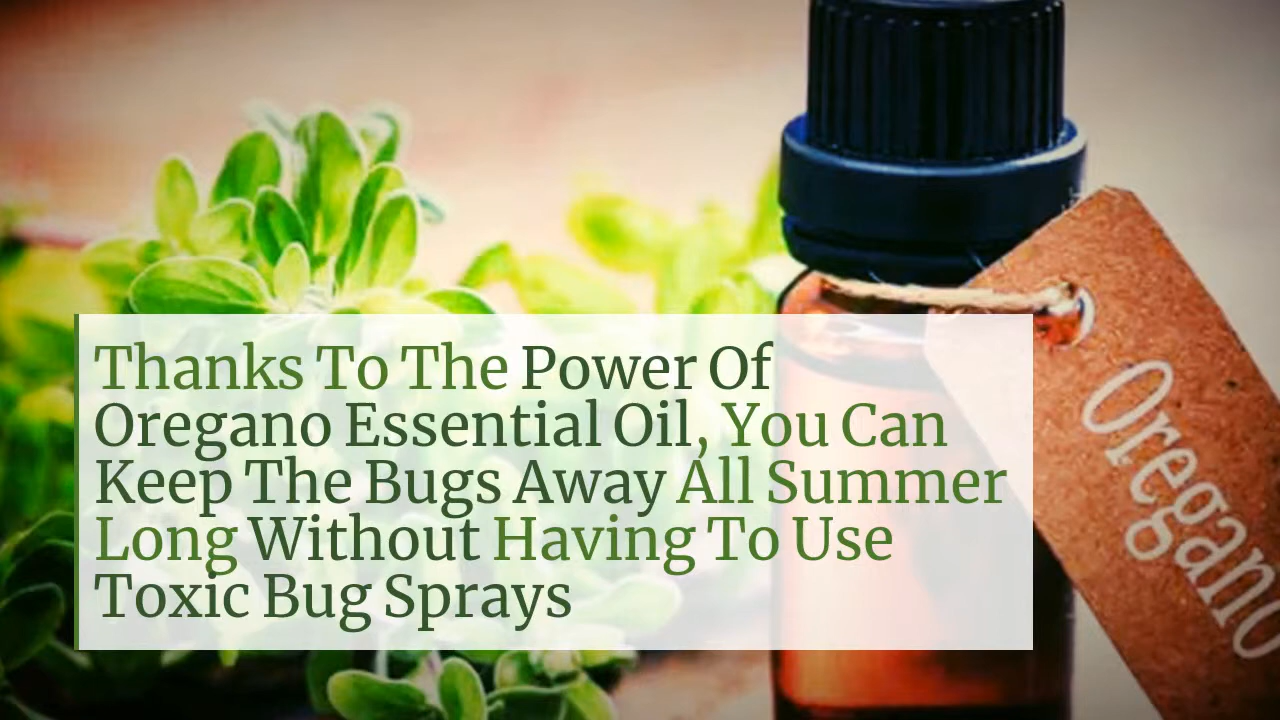 Thanks To The Power Of
Oregano Essential Oil, You Can
Keep The Bugs Away All Summer
Long Without Having To Use
Toxic Bug Sprays
Oregano